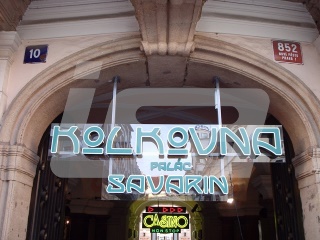 10
852
KOLKOVNA
PALÁC
SAVARIN
CASINO
NON STOP